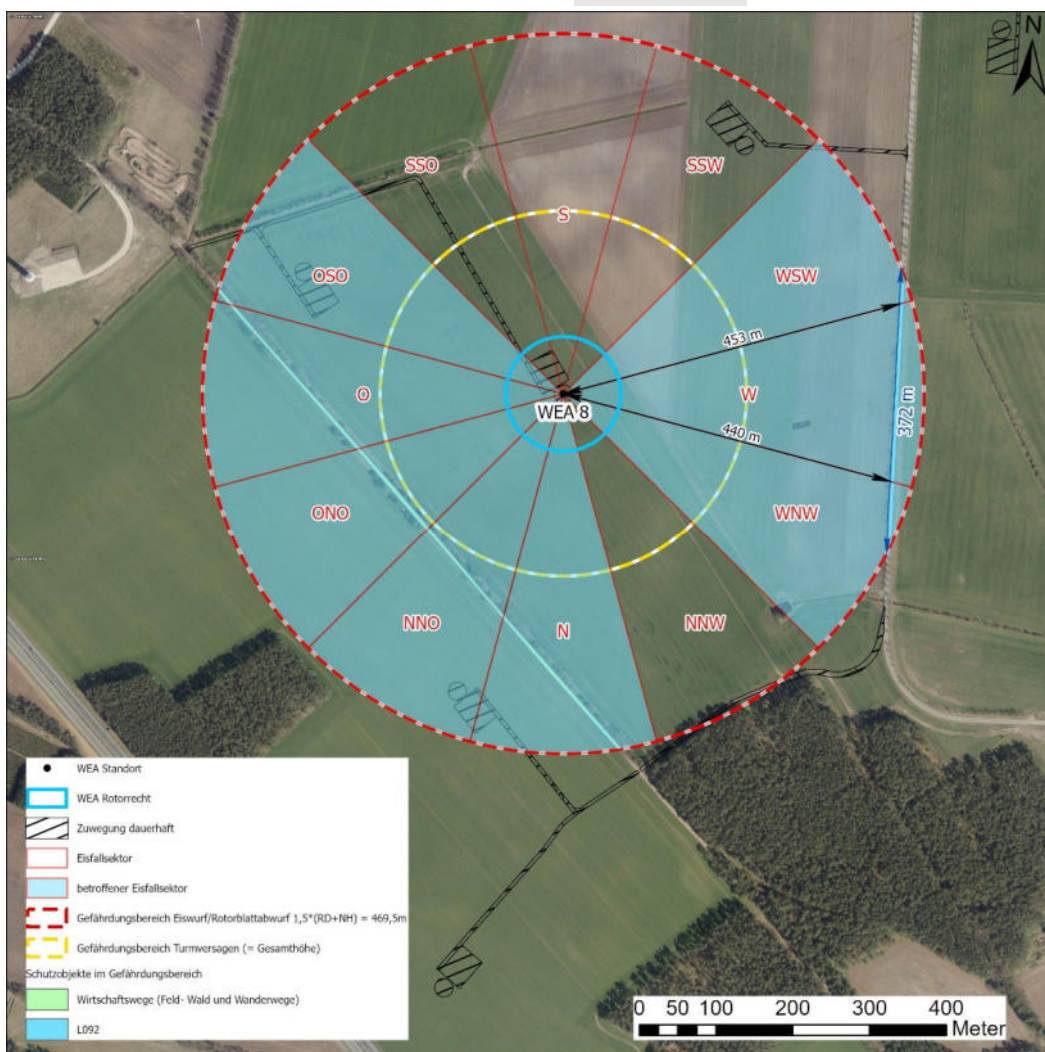 N
SSO
SSW
S
OSO
WSW
453 m
O
WEA 8
W
372 m
440 m
ONO
WNW
NNO
N
NNW
WEA Standort
WEA Rotorrecht
Zuwegung dauerhaft
Eisfallsektor
betroffener Eisfallsektor
Gefährdungsbereich Eiswurf/Rotorblattabwurf 1,5*(RD+NH) = 469,5m
Gefährdungsbereich Turmversagen (= Gesamthöhe)
Schutzobjekte im Gefährdungsbereich
Wirtschaftswege (Feld- Wald und Wanderwege)
L092
0 50 100 200 300 400
Meter